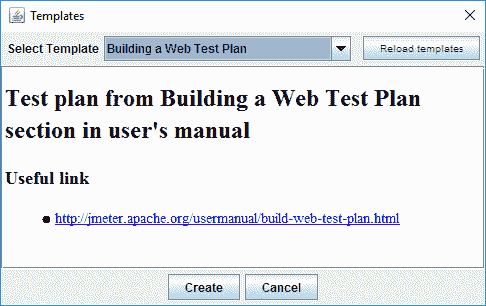 Templates
Select Template Building a Web Test Plan Reload templates
Test plan from Building a Web Test Plan
section in user's manual
Useful link
http://jmeter.apache.org/usermanual/build-web-test-plan.html
Create Cancel